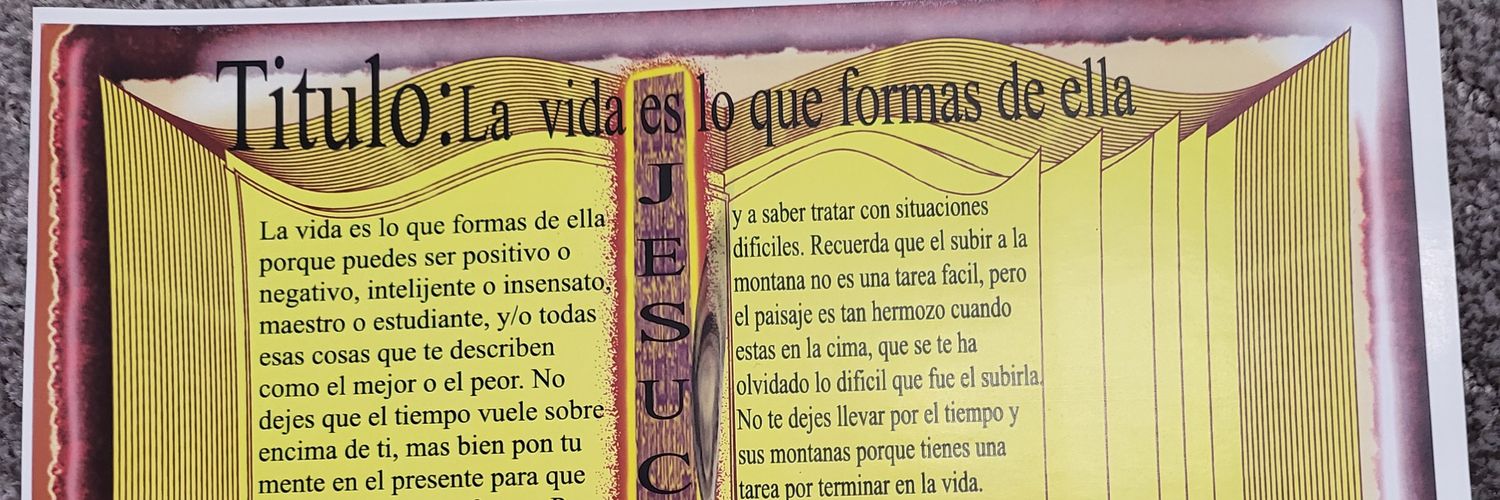 Titulo:La vida es lo que formas de ella
La vida es lo que formas de ella
porque puedes ser positivo o
negativo, intelijente o insensato,
maestro o estudiante, y/o todas
esas cosas que te describen
como el mejor o el peor. No
dejes que el tiempo vuele sobre
encima de ti, mas bien pon tu
mente en el presente para que
J
E
S
U
C
y a saber tratar con situaciones
dificiles. Recuerda que el subir a la
montana no es una tarea facil, pero
el paisaje es tan hermozo cuando
estas en la cima, que se te ha
olvidado lo dificil que fue el subirla.
No te dejes llevar por el tiempo y
sus montanas porque tienes una
tarea por terminar en la vida.